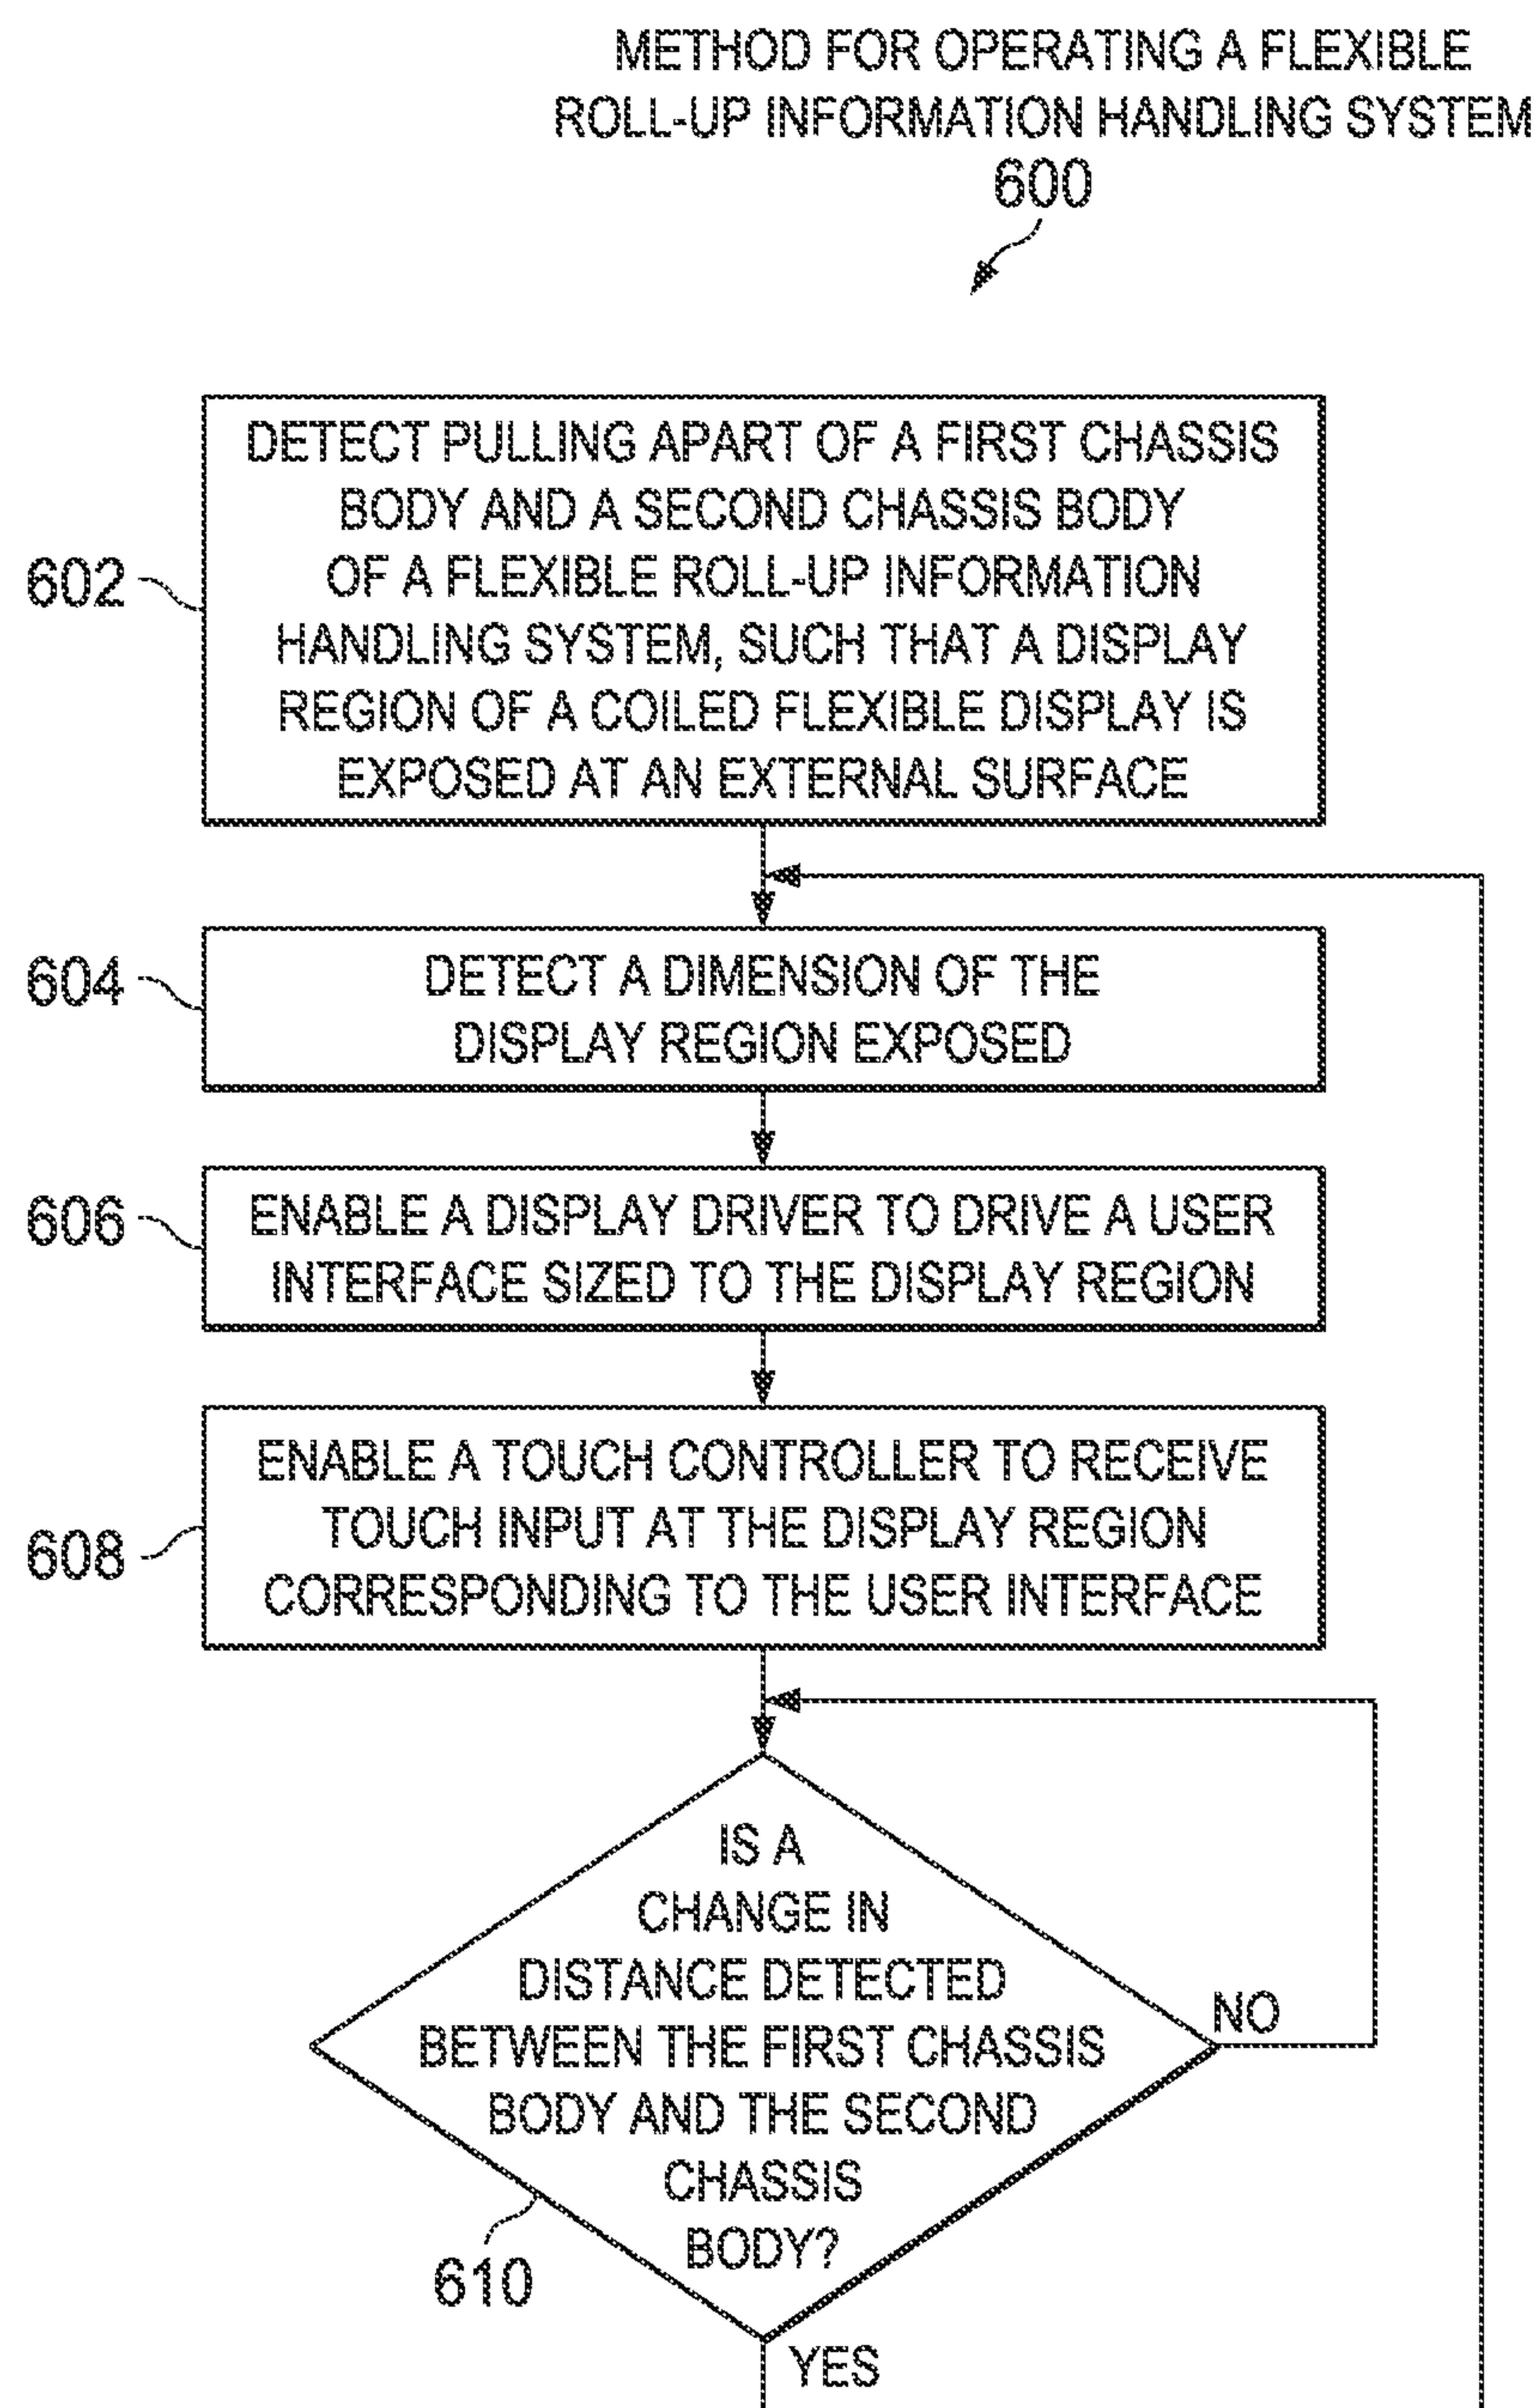 METHOD FOR OPERATING A FLEXIBLE
ROLL-UP INFORMATION HANDLING SYSTEM
600
602
DETECT PULLING APART OF A FIRST CHASSIS
BODY AND A SECOND CHASSIS BODY
OF A FLEXIBLE ROLL-UP INFORMATION
HANDLING SYSTEM, SUCH THAT A DISPLAY
REGION OF A COILED FLEXIBLE DISPLAY IS
EXPOSED AT AN EXTERNAL SURFACE
604
DETECT A DIMENSION OF THE
DISPLAY REGION EXPOSED
606
ENABLE A DISPLAY DRIVER TO DRIVE A USER
INTERFACE SIZED TO THE DISPLAY REGION
608
ENABLE A TOUCH CONTROLLER TO RECEIVE
TOUCH INPUT AT THE DISPLAY REGION
CORRESPONDING TO THE USER INTERFACE
IS A
CHANGE IN
DISTANCE DETECTED
BETWEEN THE FIRST CHASSIS
BODY AND THE SECOND
CHASSIS
BODY?
NO
610
YES